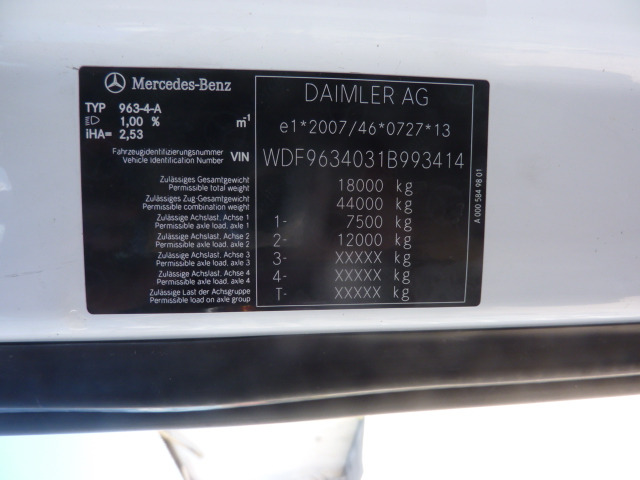 Mercedes-Benz
TYP 963-4-A
1,00 % m⁻¹
iHA= 2,53
DAIMLER AG
e1*2007/46*0727*13
Fahrzeugidentifizierungsnummer
Vehicle Identification Number VIN
WDF9634031B993414
Zulässiges Gesamtgewicht
Permissible total weight 18000 kg
Zulässiges Zug-Gesamtgewicht
Permissible combination weight 44000 kg
Zulässige Achslast, Achse 1
Permissible axle load, axle 1 1- 7500 kg
Zulässige Achslast, Achse 2
Permissible axle load, axle 2 2- 12000 kg
Zulässige Achslast, Achse 3
Permissible axle load, axle 3 3- XXXXX kg
Zulässige Achslast, Achse 4
Permissible axle load, axle 4 4- XXXXX kg
Zulässige Last der Achsgruppe
Permissible load on axle group T- XXXXX kg
A 000 584 98 01